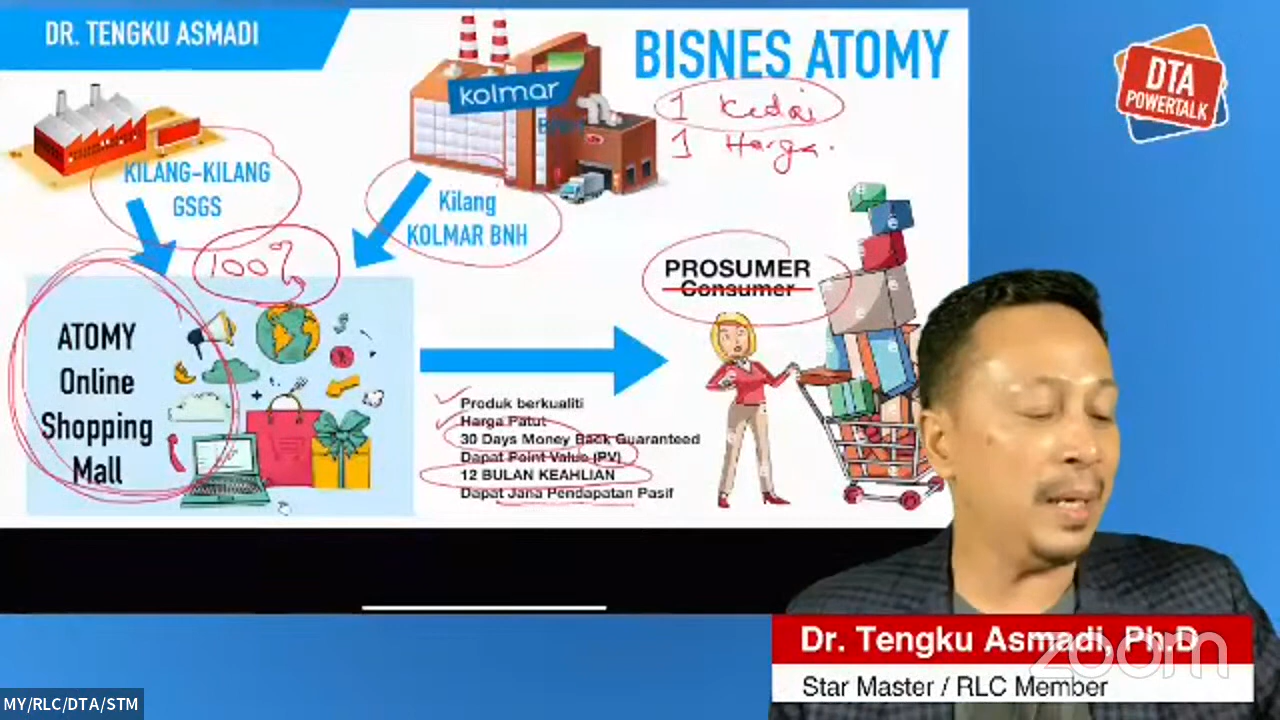 DR. TENGKU ASMADI
BISNES ATOMY
DTA
POWERTALK
kolmar
1 Kedai
1 Harga.
KILANG-KILANG
GSGS
Kilang
KOLMAR BNH
100%
PROSUMER
Consumer
ATOMY
Online
Shopping
Mall
Produk berkualiti
Harga Patut
30 Days Money Back Guaranteed
Dapat Point Value (PV)
12 BULAN KEAHLIAN
Dapat Jana Pendapatan Pasif
Dr. Tengku Asmadi, Ph.D
zoom
Star Master / RLC Member
MY/RLC/DTA/STM